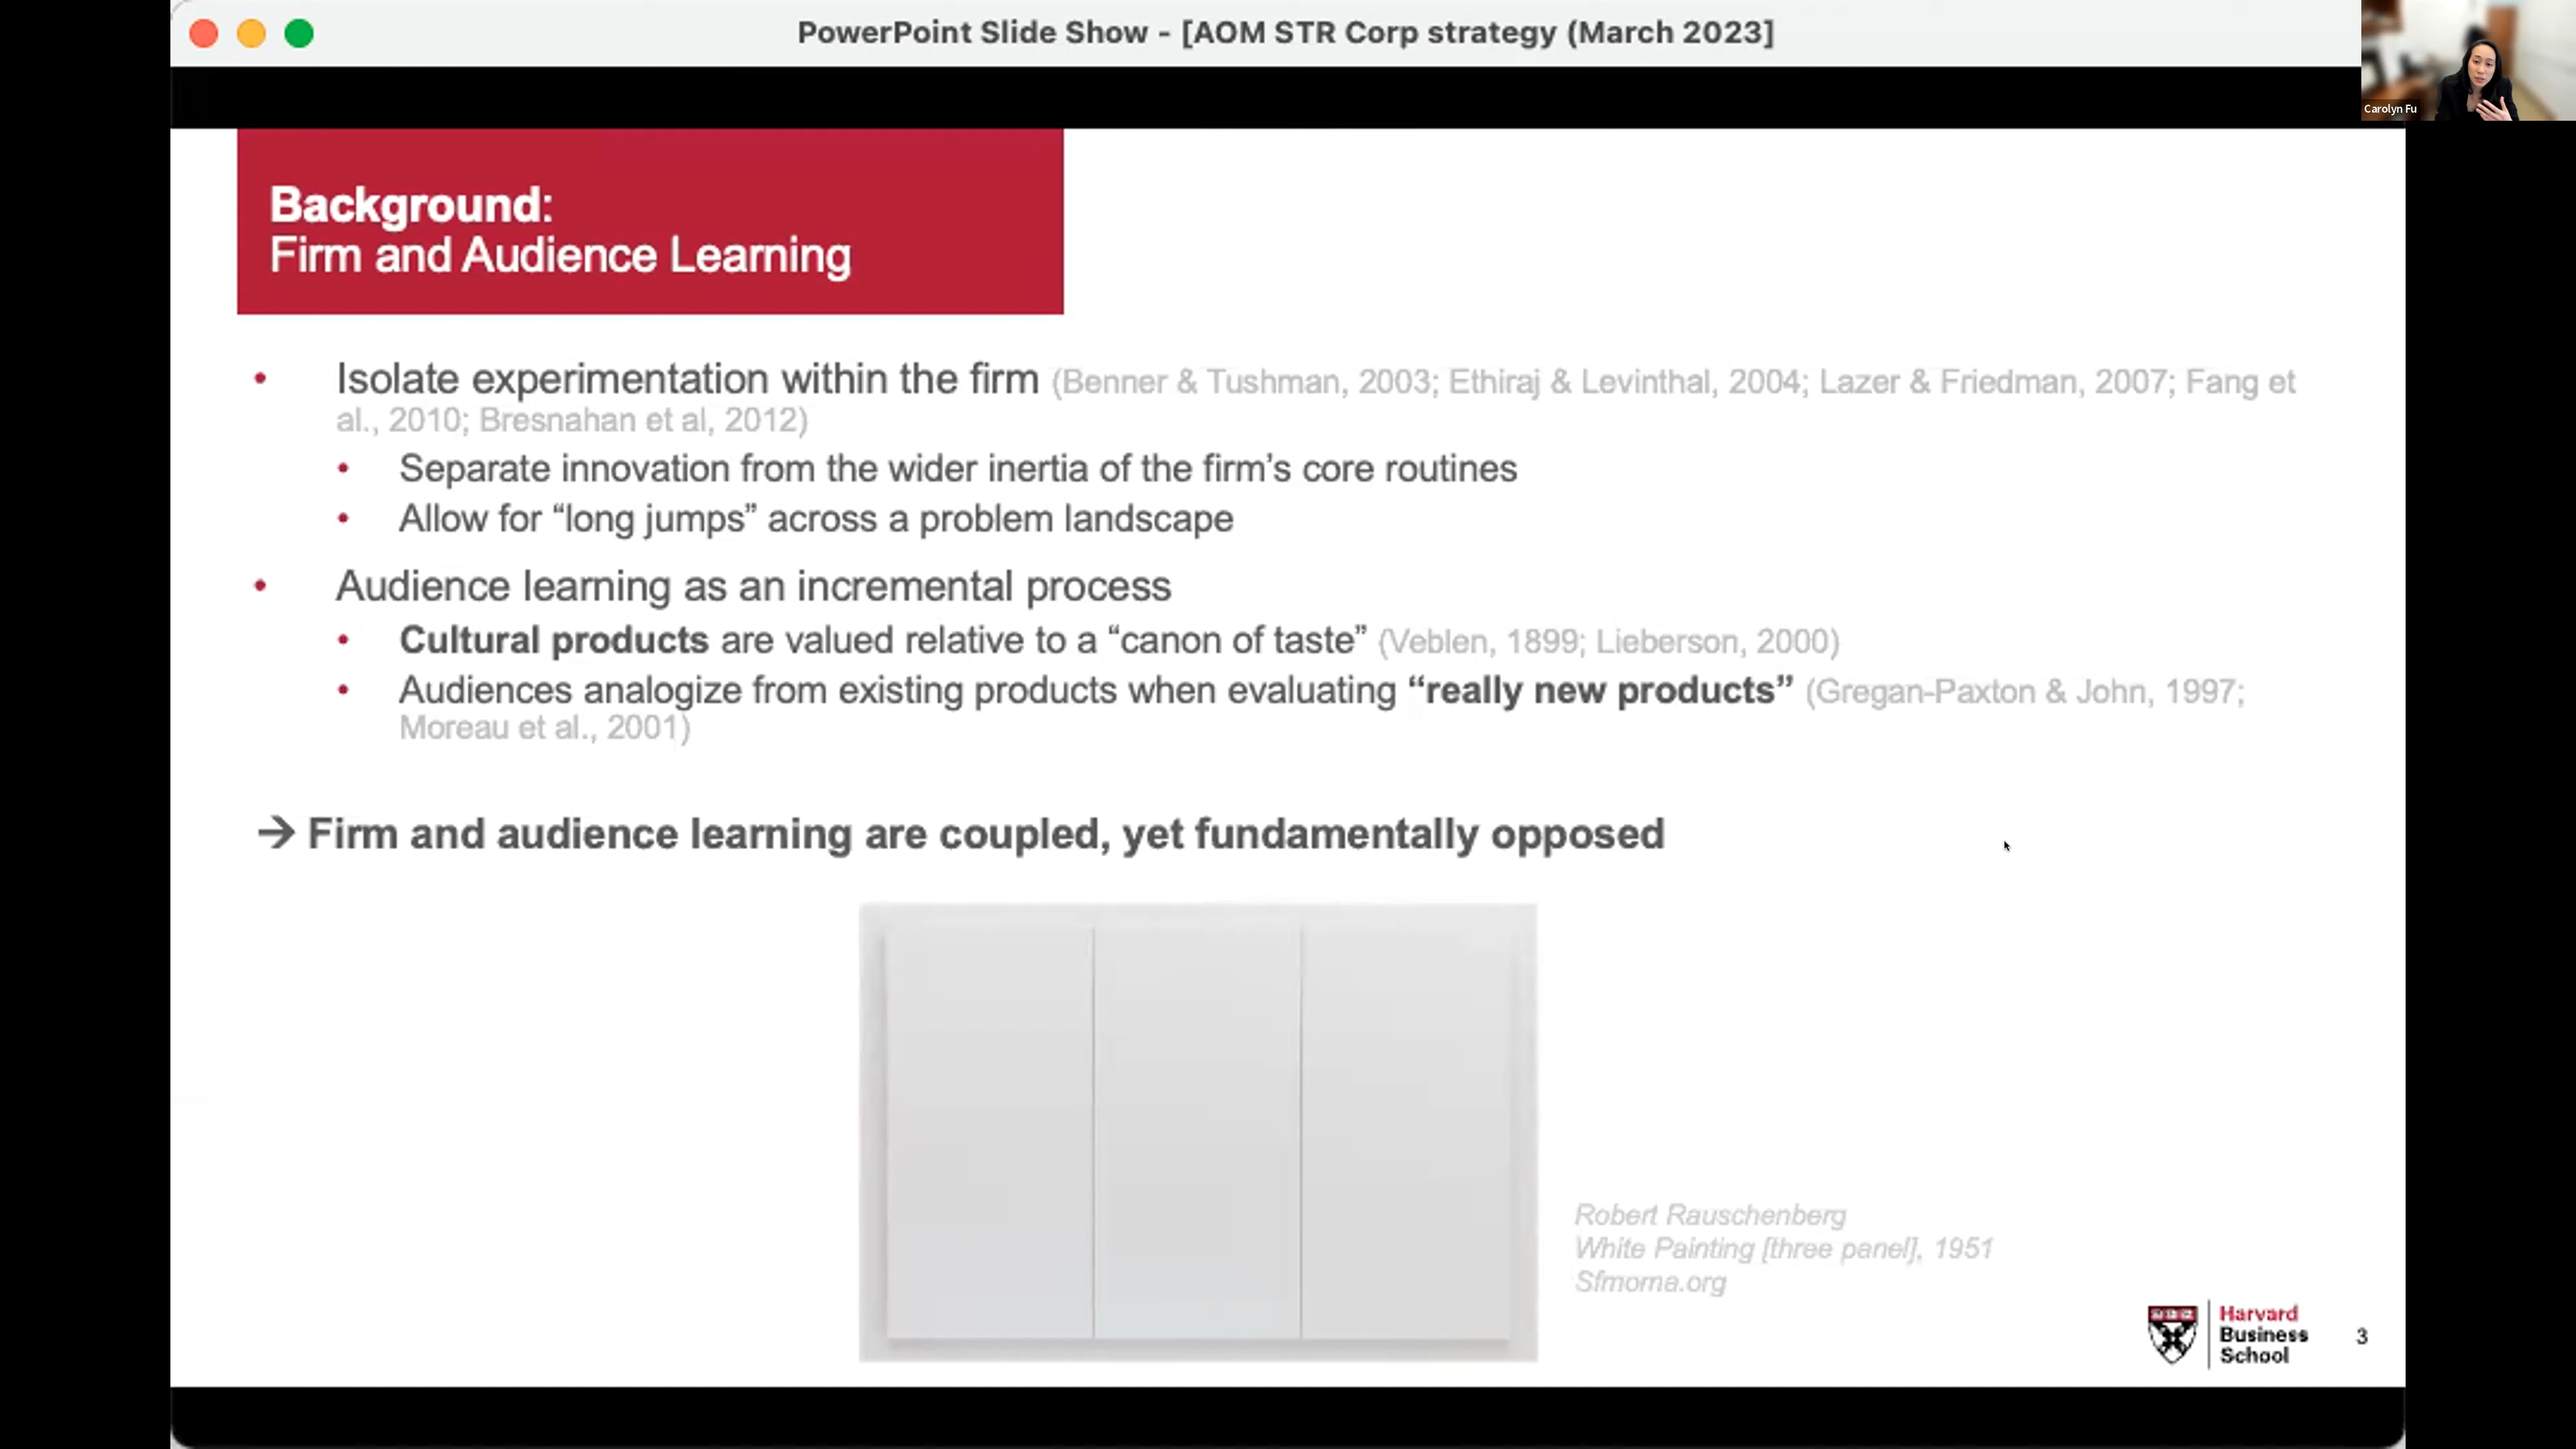 PowerPoint Slide Show - [AOM STR Corp strategy (March 2023]
Carolyn Fu
Background:
Firm and Audience Learning
• Isolate experimentation within the firm (Benner & Tushman, 2003; Ethiraj & Levinthal, 2004; Lazer & Friedman, 2007; Fang et
al., 2010; Bresnahan et al, 2012)
• Separate innovation from the wider inertia of the firm's core routines
• Allow for “long jumps” across a problem landscape
• Audience learning as an incremental process
• Cultural products are valued relative to a “canon of taste” (Veblen, 1899; Lieberson, 2000)
• Audiences analogize from existing products when evaluating “really new products” (Gregan-Paxton & John, 1997;
Moreau et al., 2001)
→ Firm and audience learning are coupled, yet fundamentally opposed
Robert Rauschenberg
White Painting [three panel], 1951
Sfmoma.org
Harvard
Business
School
3